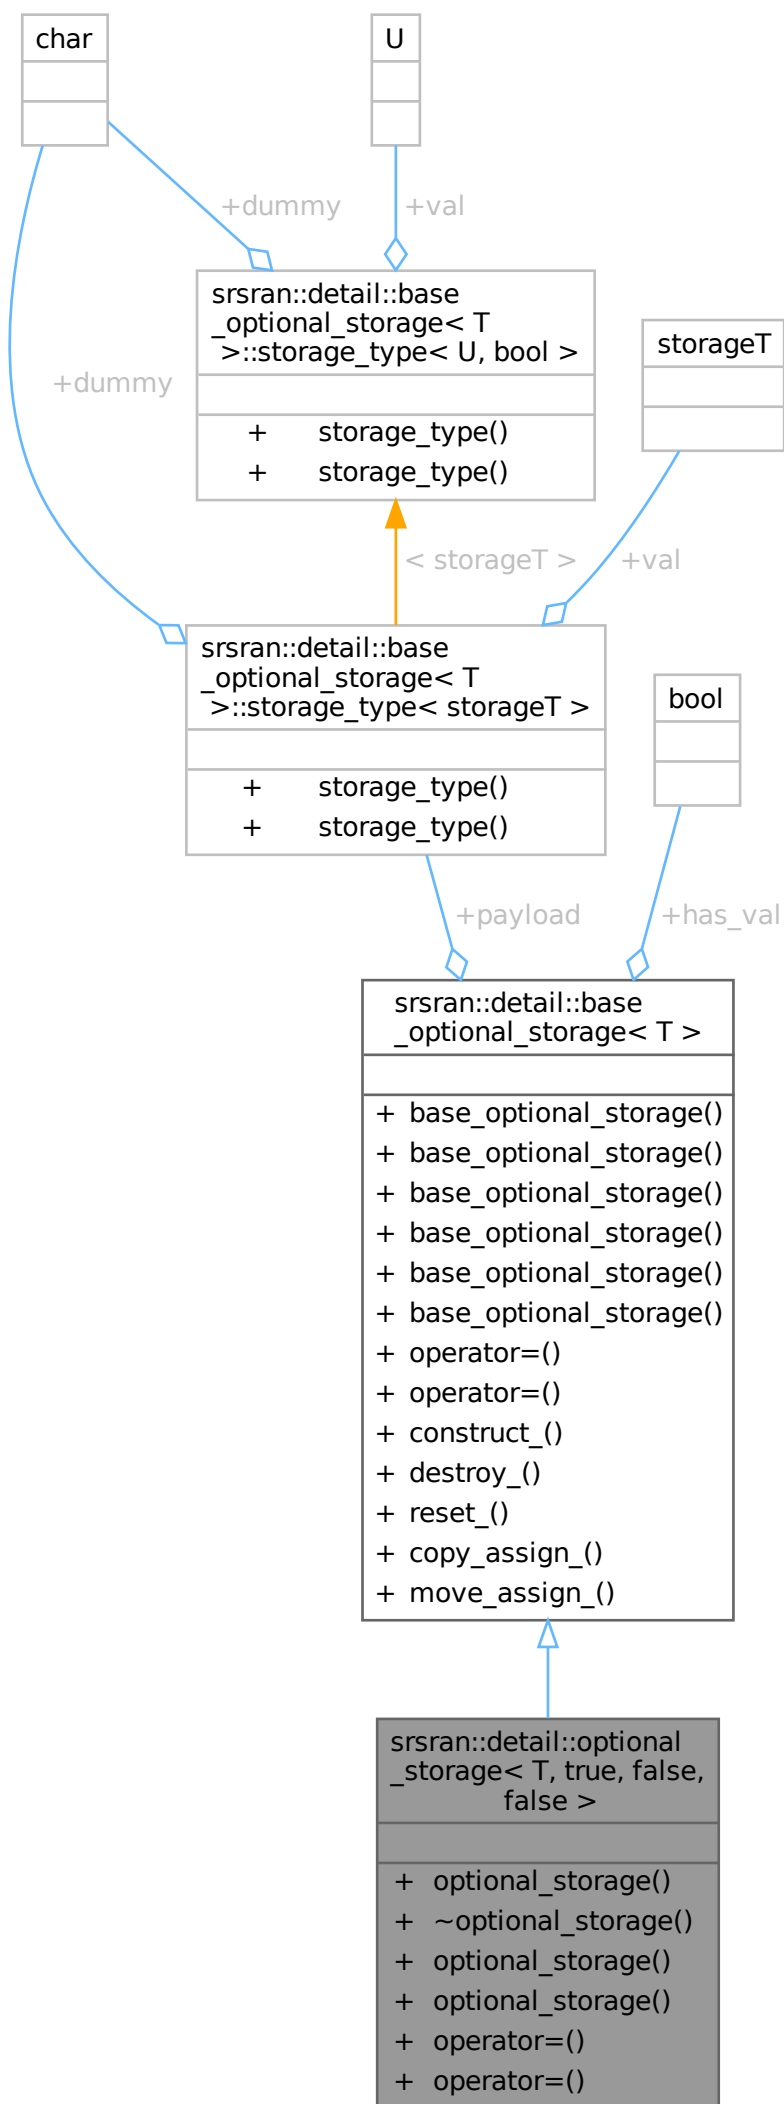 char
U
+dummy
+val
srsran::detail::base
_optional_storage< T
>::storage_type< U, bool >
+ storage_type()
+ storage_type()
storageT
+dummy
< storageT >
+val
srsran::detail::base
_optional_storage< T
>::storage_type< storageT >
+ storage_type()
+ storage_type()
bool
+payload
+has_val
srsran::detail::base
_optional_storage< T >
+ base_optional_storage()
+ base_optional_storage()
+ base_optional_storage()
+ base_optional_storage()
+ base_optional_storage()
+ base_optional_storage()
+ operator=()
+ operator=()
+ construct_()
+ destroy_()
+ reset_()
+ copy_assign_()
+ move_assign_()
srsran::detail::optional
_storage< T, true, false,
false >
+ optional_storage()
+ ~optional_storage()
+ optional_storage()
+ optional_storage()
+ operator=()
+ operator=()